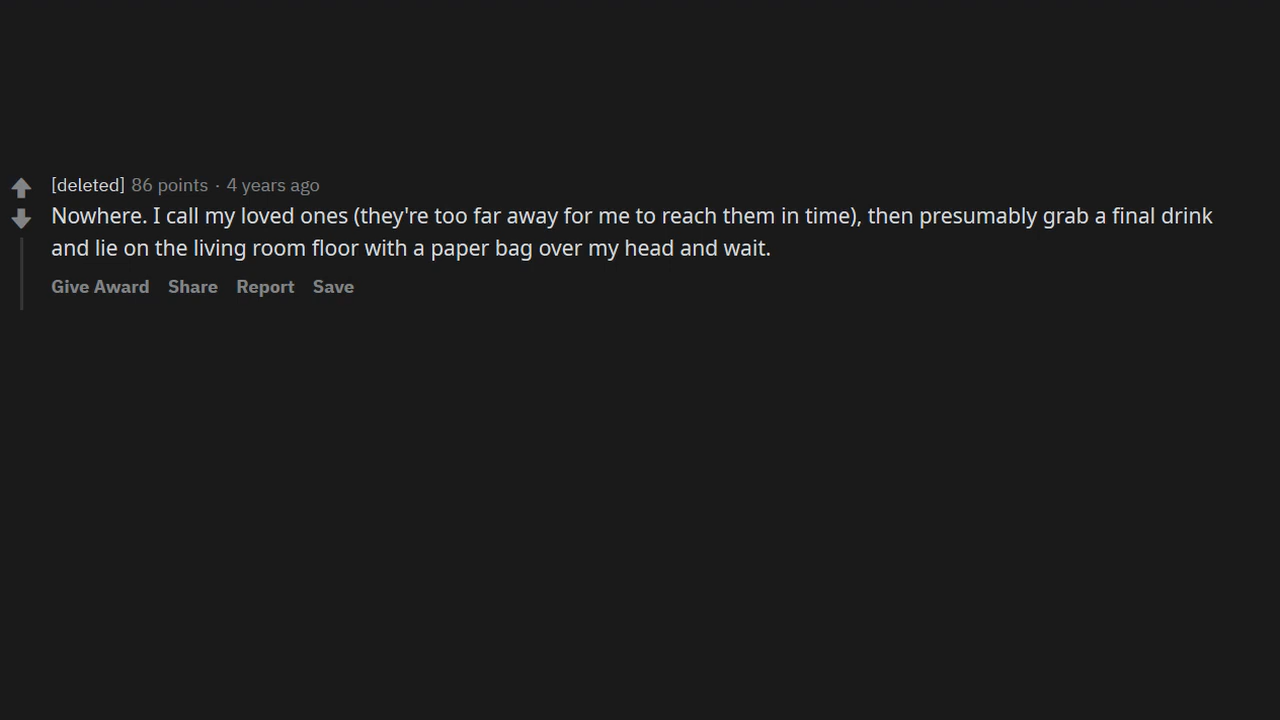 [deleted] 86 points · 4 years ago
Nowhere. I call my loved ones (they're too far away for me to reach them in time), then presumably grab a final drink
and lie on the living room floor with a paper bag over my head and wait.
Give Award Share Report Save